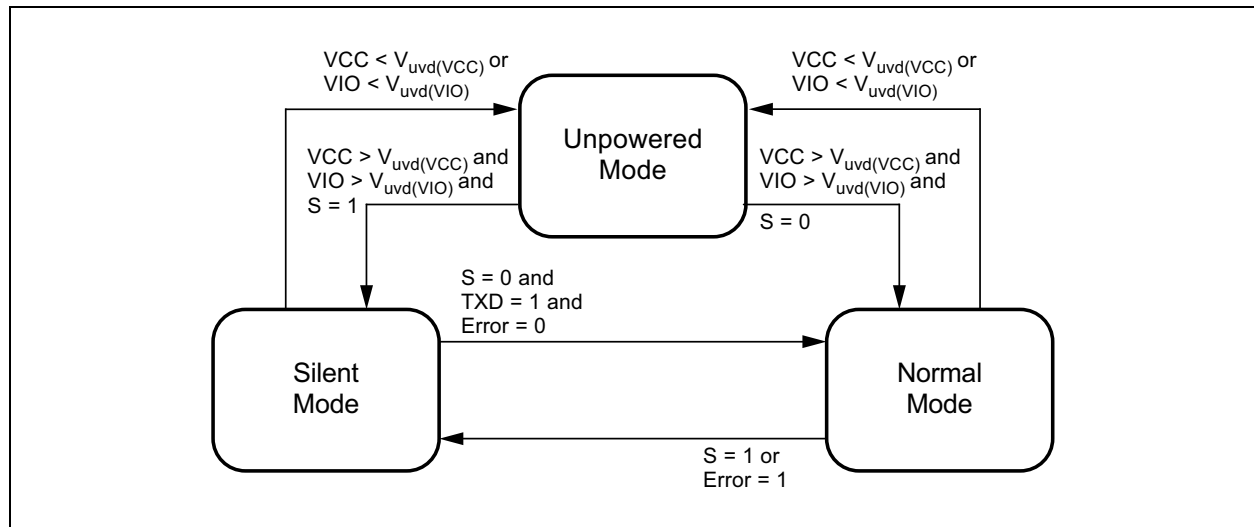 VCC < Vuvd(VCC) or
VIO < Vuvd(VIO)
VCC < Vuvd(VCC) or
VIO < Vuvd(VIO)
Unpowered
Mode
VCC > Vuvd(VCC) and
VIO > Vuvd(VIO) and
S = 1
VCC > Vuvd(VCC) and
VIO > Vuvd(VIO) and
S = 0
S = 0 and
TXD = 1 and
Error = 0
Silent
Mode
Normal
Mode
S = 1 or
Error = 1